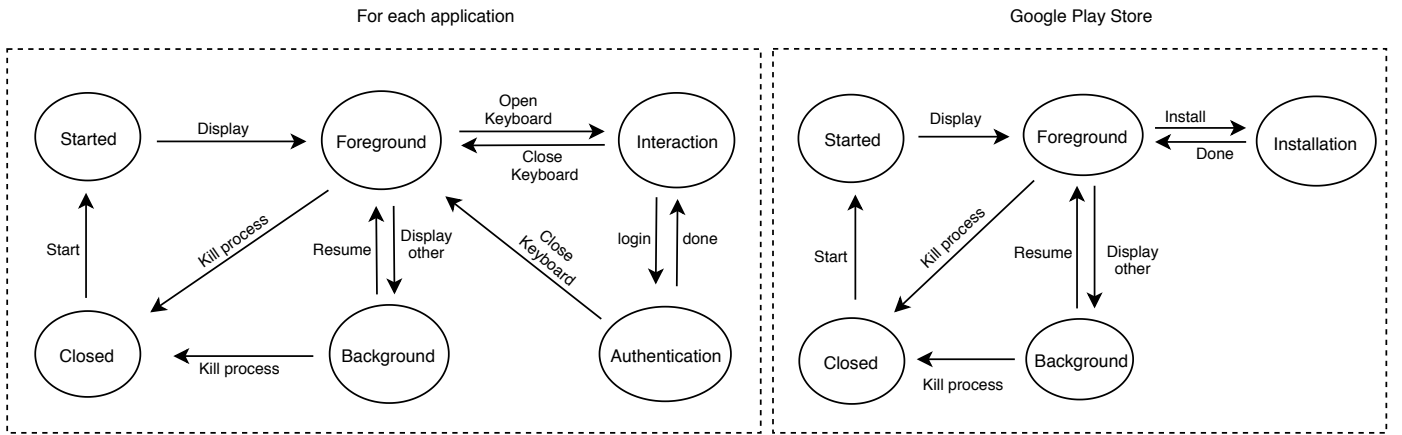 For each application
Google Play Store
Started
Display
Foreground
Open
Keyboard
Close
Keyboard
Interaction
Start
Kill process
Resume
Display
other
Close
Keyboard
login
done
Closed
Kill process
Background
Authentication
Started
Display
Foreground
Install
Done
Installation
Start
Kill process
Resume
Display
other
Closed
Kill process
Background